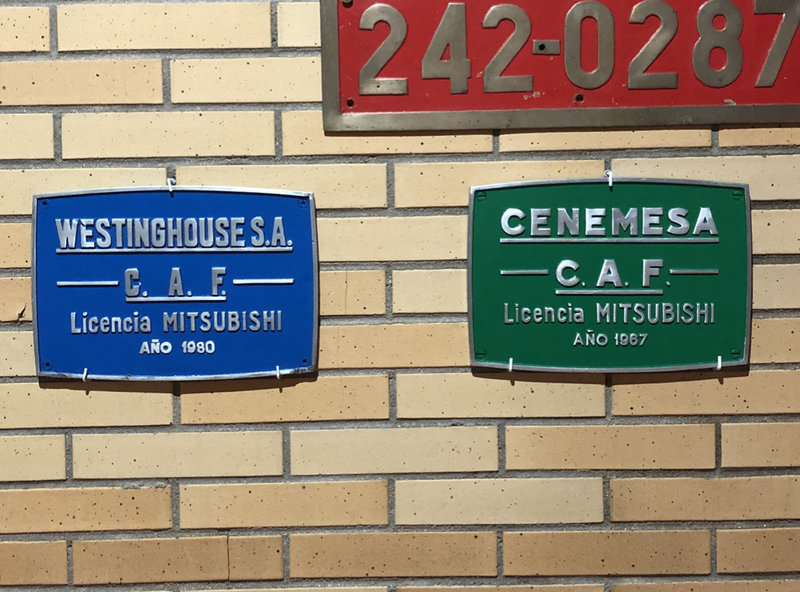 242-0287
WESTINGHOUSE S.A.
C. A. F.
Licencia MITSUBISHI
AÑO 1980
CENEMESA
C. A. F.
Licencia MITSUBISHI
AÑO 1967